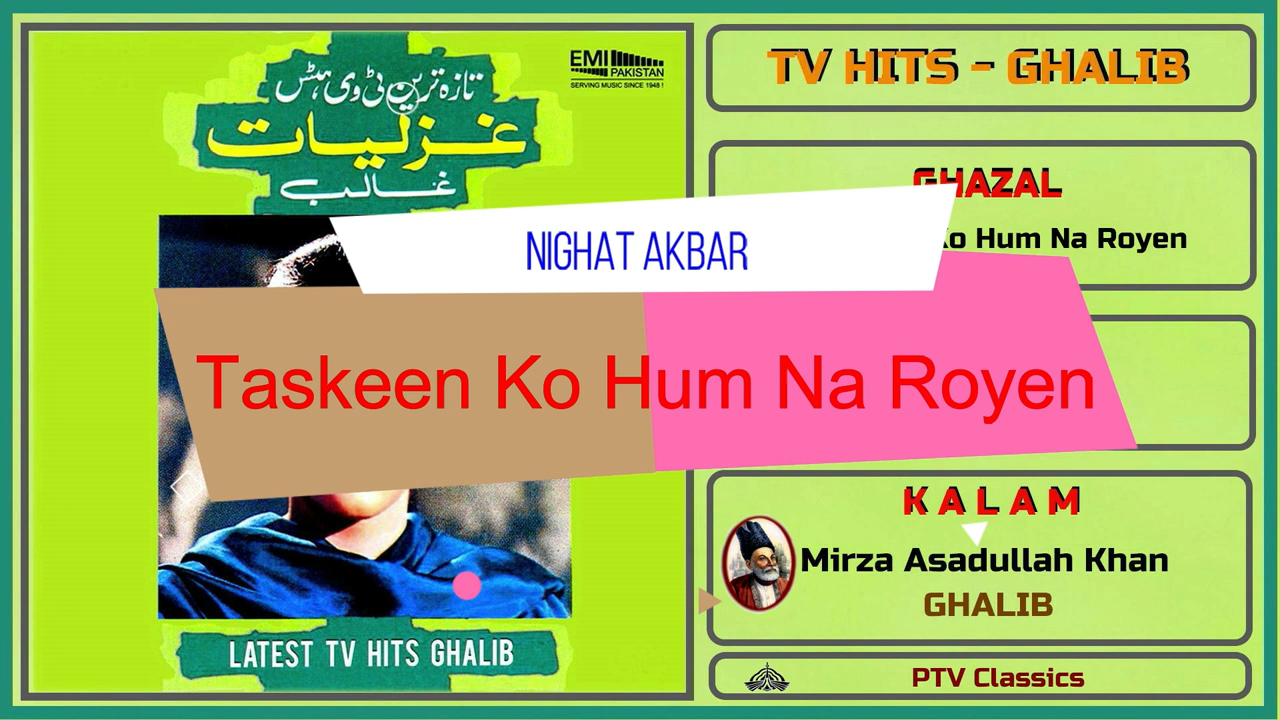 EMI
PAKISTAN
SERVING MUSIC SINCE 1948 !
تازہ ترین ٹی وی ہٹس
غزلیات
غالب
LATEST TV HITS GHALIB
TV HITS - GHALIB
GHAZAL
Ko Hum Na Royen
NIGHAT AKBAR
Taskeen Ko Hum Na Royen
KALAM
Mirza Asadullah Khan
GHALIB
PTV Classics